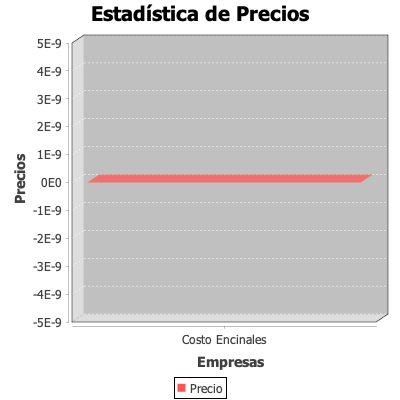 Estadística de Precios
5E-9
4E-9
3E-9
2E-9
1E-9
0E0
-1E-9
-2E-9
-3E-9
-4E-9
-5E-9
Precios
Costo Encinales
Empresas
Precio